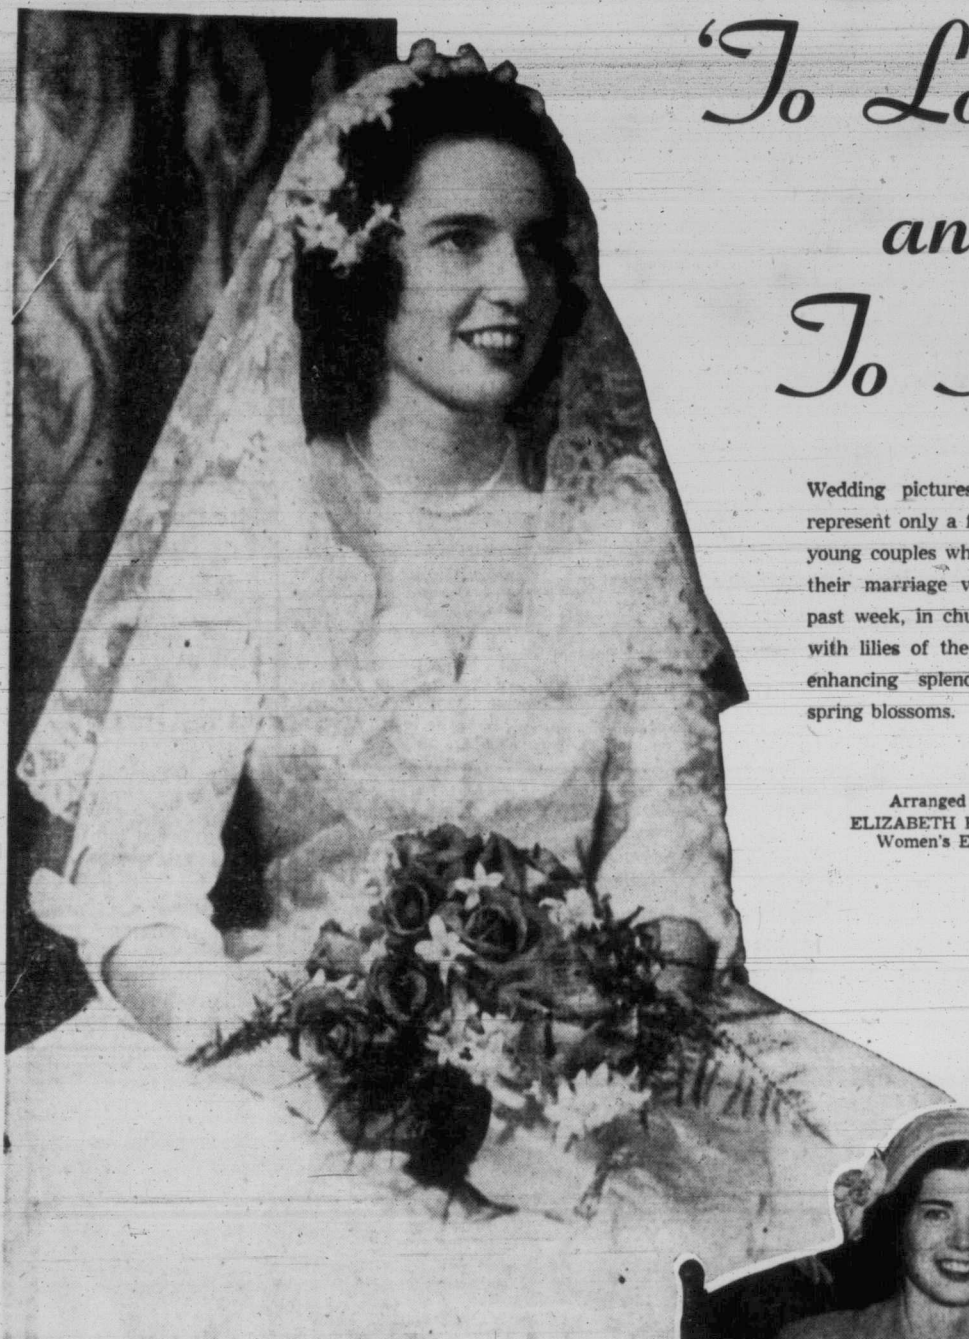 ‘To Lo
an
To
Wedding pictures
represent only a f
young couples wh
their marriage v
past week, in chu
with lilies of the
enhancing splend
spring blossoms.
Arranged
ELIZABETH
Women's E